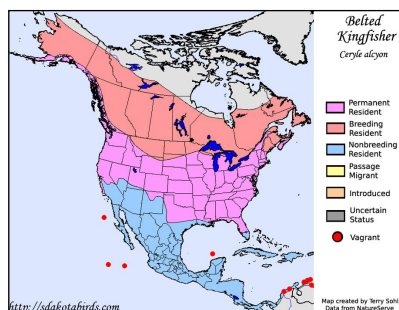 Belted
Kingfisher
Ceryle alcyon
Permanent
Resident
Breeding
Resident
Nonbreeding
Resident
Passage
Migrant
Introduced
Uncertain
Status
Vagrant
http://sdakotabirds.com
Map created by Terry Sohl
Data from NatureServe